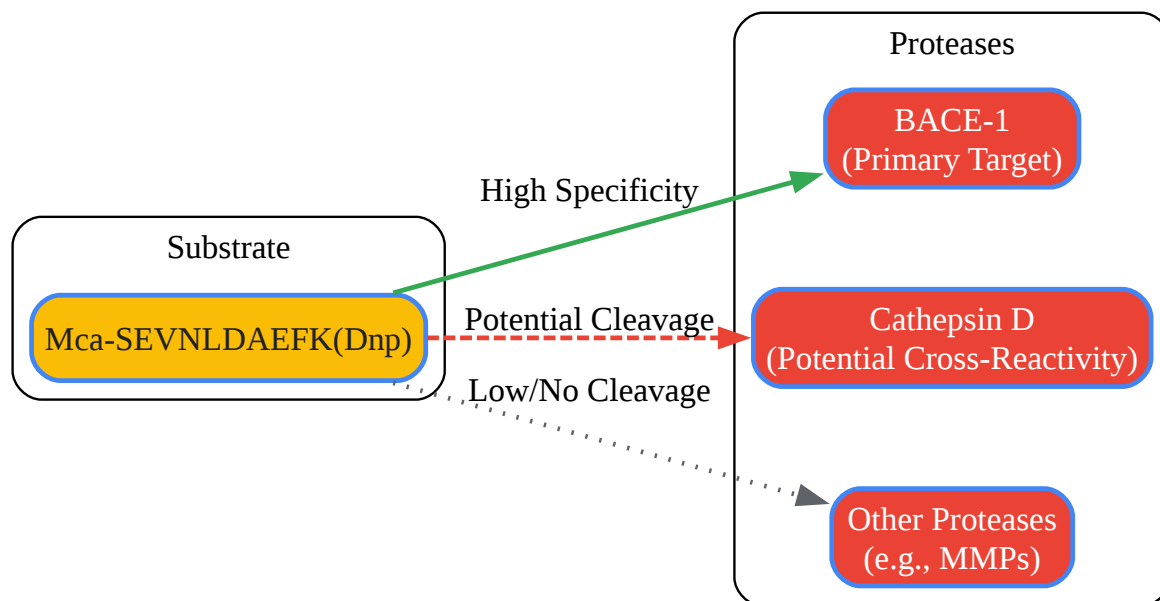 Proteases
BACE-1
(Primary Target)
High Specificity
Substrate
Mca-SEVNLDAEFK(Dnp)
Potential Cleavage
Cathepsin D
(Potential Cross-Reactivity)
Low/No Cleavage
Other Proteases
(e.g., MMPs)